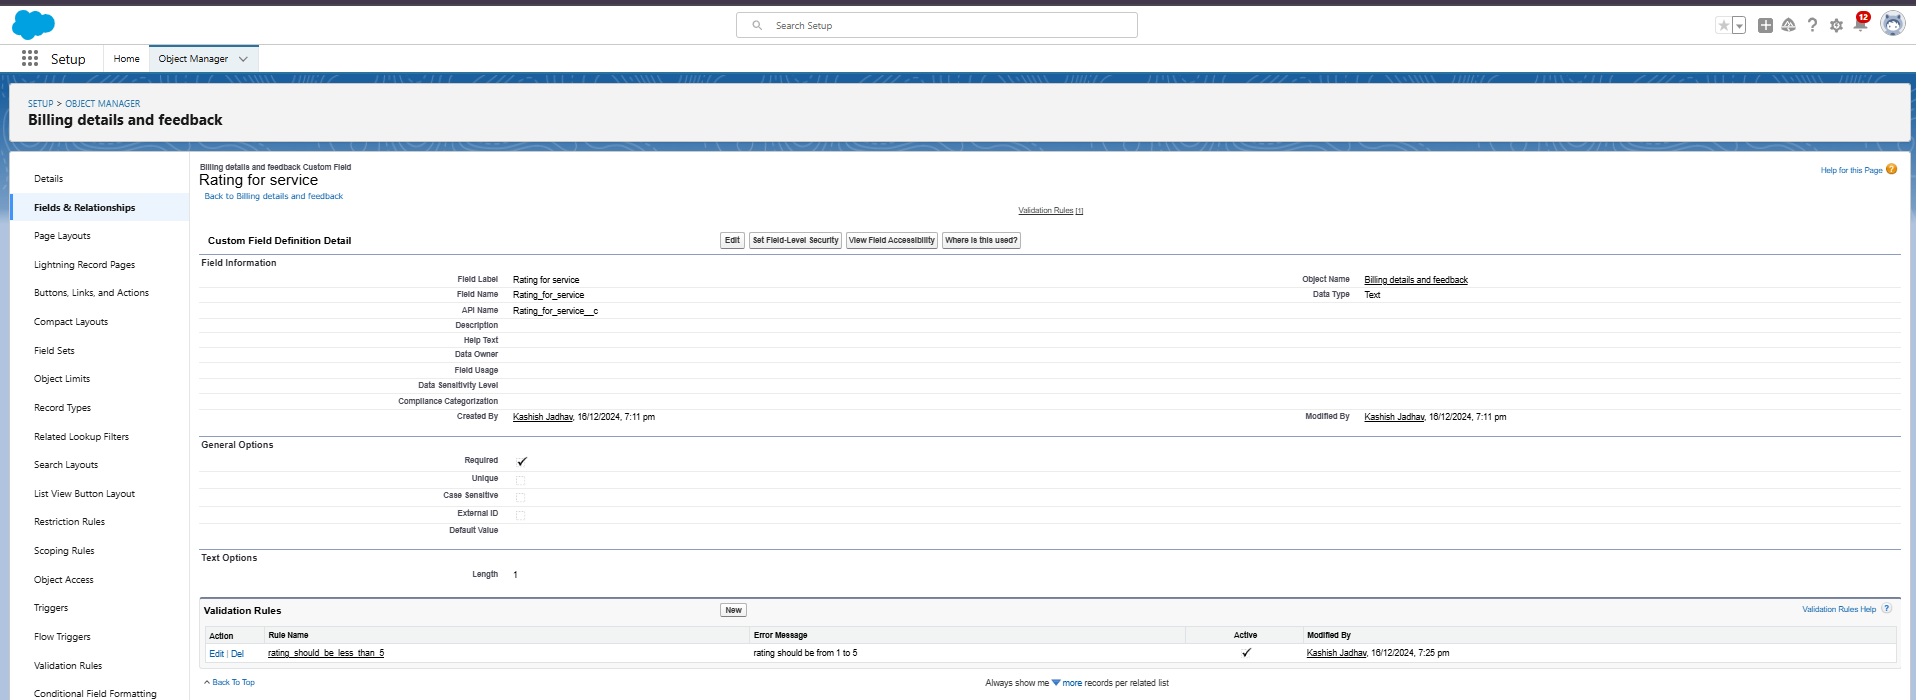 Search Setup
12
Setup
Home
Object Manager
SETUP > OBJECT MANAGER
Billing details and feedback
Details
Fields & Relationships
Page Layouts
Lightning Record Pages
Buttons, Links, and Actions
Compact Layouts
Field Sets
Object Limits
Record Types
Related Lookup Filters
Search Layouts
List View Button Layout
Restriction Rules
Scoping Rules
Object Access
Triggers
Flow Triggers
Validation Rules
Conditional Field Formatting
Billing details and feedback Custom Field
Rating for service
Help for this Page ?
Back to Billing details and feedback
Validation Rules [1]
Custom Field Definition Detail Edit Set Field-Level Security View Field Accessibility Where is this used?
Field Information
Field Label Rating for service Object Name Billing details and feedback
Field Name Rating_for_service Data Type Text
API Name Rating_for_service__c
Description
Help Text
Data Owner
Field Usage
Data Sensitivity Level
Compliance Categorization
Created By Kashish Jadhav, 16/12/2024, 7:11 pm Modified By Kashish Jadhav, 16/12/2024, 7:11 pm
General Options
Required
Unique
Case Sensitive
External ID
Default Value
Text Options
Length 1
Validation Rules New Validation Rules Help ?
Action Rule Name Error Message Active Modified By
Edit | Del rating_should_be_less_than_5 rating should be from 1 to 5 Kashish Jadhav, 16/12/2024, 7:25 pm
Back To Top Always show me more records per related list